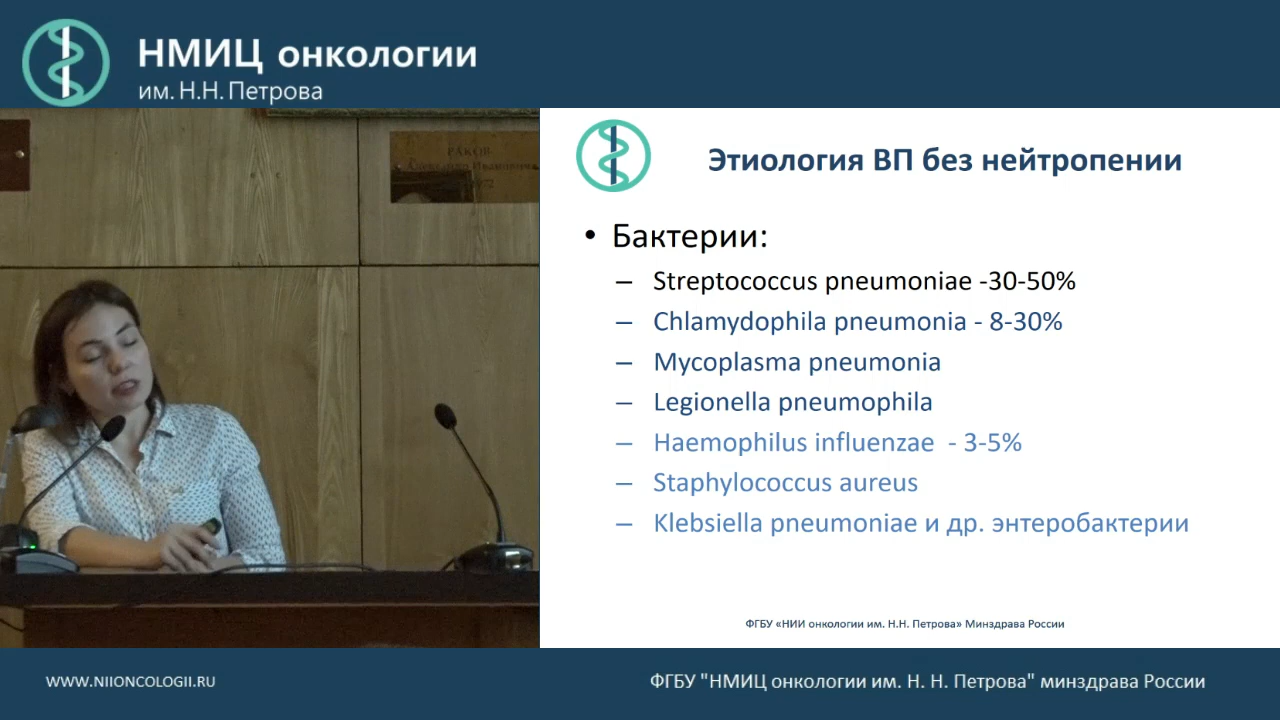 НМИЦ онкологии
им. Н.Н. Петрова
РАКОВ
Этиология ВП без нейтропении
• Бактерии:
– Streptococcus pneumoniae -30-50%
– Chlamydophila pneumonia - 8-30%
– Mycoplasma pneumonia
– Legionella pneumophila
– Haemophilus influenzae - 3-5%
– Staphylococcus aureus
– Klebsiella pneumoniae и др. энтеробактерии
ФГБУ «НИИ онкологии им. Н.Н. Петрова» Минздрава России
WWW.NIIONCOLOGII.RU
ФГБУ "НМИЦ онкологии им. Н. Н. Петрова" минздрава России